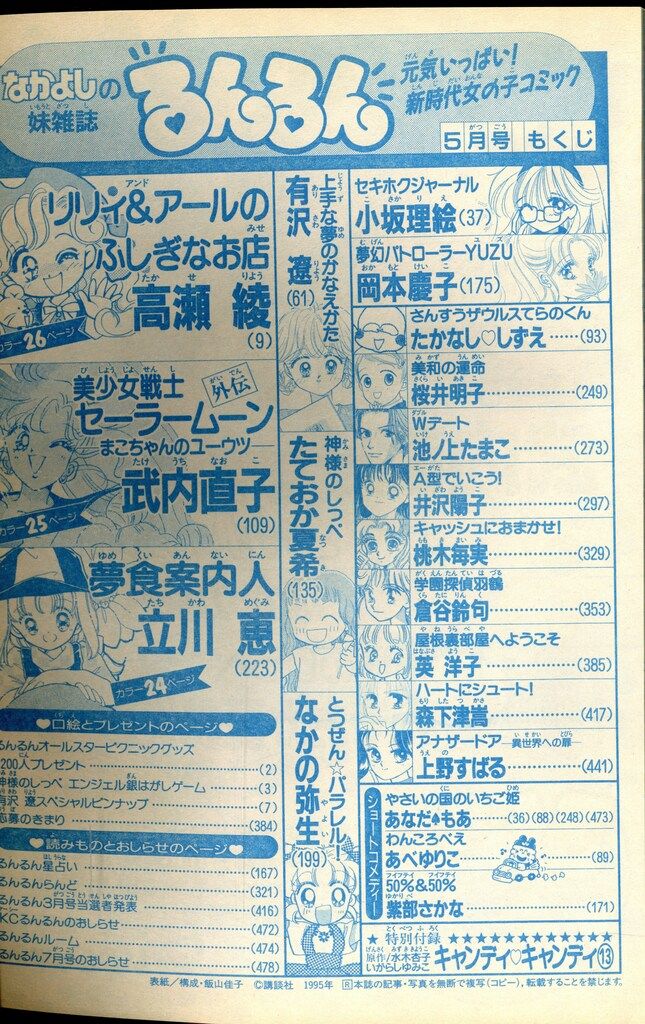 なかよしの
妹雑誌
るんるん
元気いっぱい!
新時代女の子コミック
5月号 もくじ
リリィ&アールの
ふしぎなお店
高瀬 綾
(9)
カラー26ページ
美少女戦士
外伝
セーラームーン
まこちゃんのユーウツ
武内直子
(109)
カラー25ページ
夢食案内人
立川 恵
(223)
カラー24ページ
上手な夢のかなえかた
有沢 遼
(61)
神様のしっぺ
たておか夏希
(135)
とつぜん☆パラレル!
なかの弥生
(199)
セキホクジャーナル
小坂理絵(37)
夢幻パトローラーYUZU
岡本慶子(175)
さんすうザウルスてらのくん
たかなし♡しずえ……(93)
美和の運命
桜井明子……(249)
Wデート
池ノ上たまこ……(273)
A型でいこう!
井沢陽子……(297)
キャッシュにおまかせ!
桃木毎実……(329)
学園探偵羽鶴
倉谷鈴句……(353)
屋根裏部屋へようこそ
英 洋子……(385)
ハートにシュート!
森下津嵩……(417)
アナザードア―異世界への扉―
上野すばる……(441)
ショートコメディー
やさいの国のいちご姫
あなだ♠もあ……(36)(88)(248)(473)
わんころべえ
あべゆりこ……(89)
50%&50%
紫部さかな……(171)
★特別付録★★★★★★★★★★★
原作/水木杏子
いがらしゆみこ
キャンディ♡キャンディ⑬
♥口絵とプレゼントのページ♥
るんるんオールスターピクニックグッズ
200人プレゼント……(2)
神様のしっぺ エンジェル銀はがしゲーム……(3)
有沢 遼スペシャルピンナップ……(7)
応募のきまり……(384)
♥読みものとおしらせのページ♥
るんるん星占い……(167)
るんるんらんど……(321)
るんるん3月号当選者発表……(416)
KCるんるんのおしらせ……(472)
るんるんルーム……(474)
るんるん7月号のおしらせ……(478)
表紙/構成・飯山佳子 ©講談社 1995年 Ⓡ本誌の記事・写真を無断で複写(コピー)、転載することを禁じます。